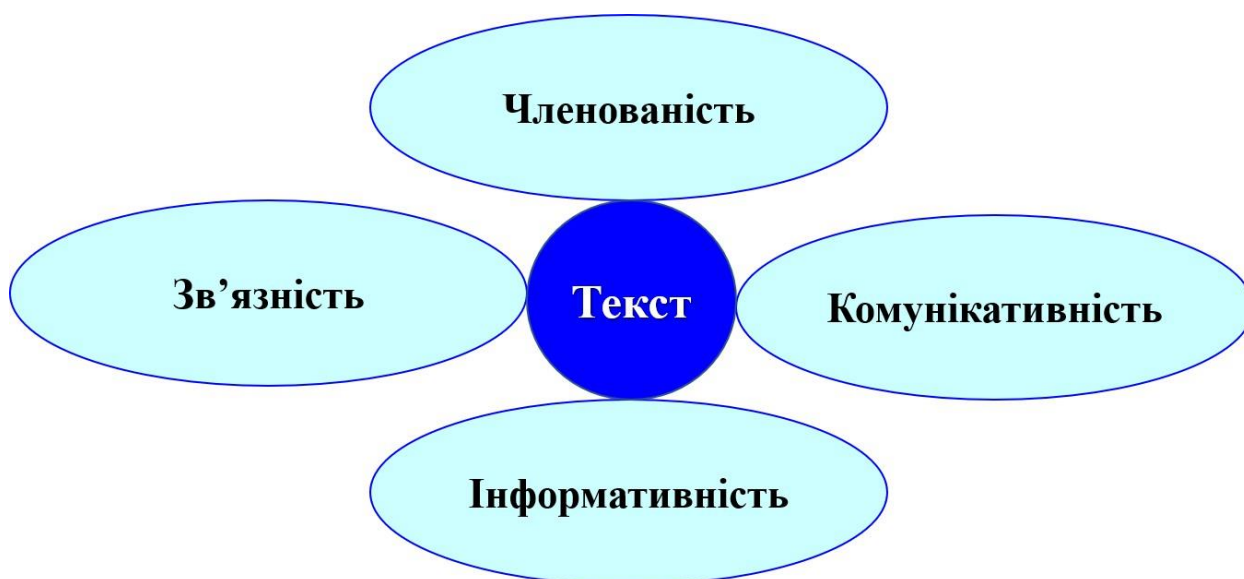 Членованість
Зв’язність
Текст
Комунікативність
Інформативність